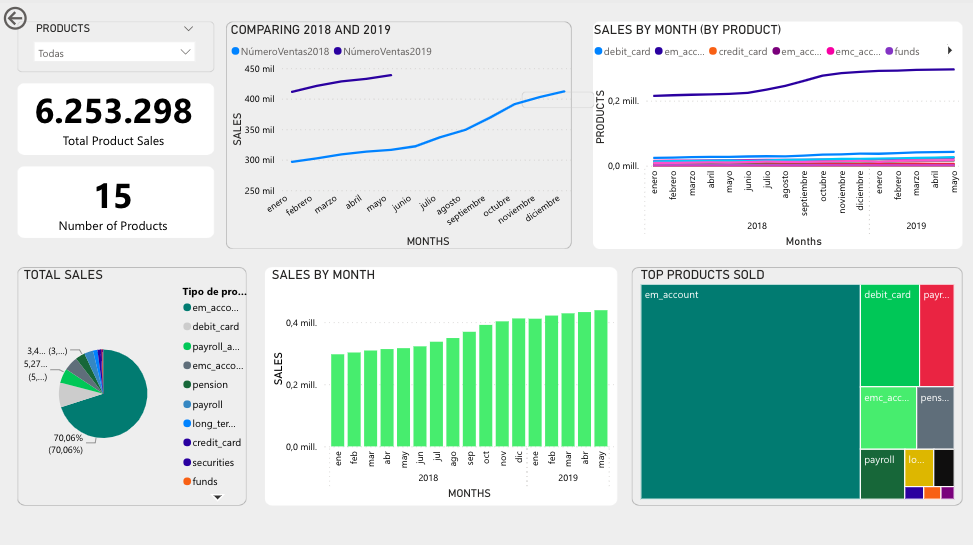 PRODUCTS
Todas
6.253.298
Total Product Sales
15
Number of Products
COMPARING 2018 AND 2019
NúmeroVentas2018 NúmeroVentas2019
450 mil
400 mil
350 mil
300 mil
250 mil
SALES
enero febrero marzo abril mayo junio julio agosto septiembre octubre noviembre diciembre
MONTHS
SALES BY MONTH (BY PRODUCT)
debit_card em_acc... credit_card em_acc... emc_acc... funds
0,2 mill.
0,0 mill.
PRODUCTS
enero febrero marzo abril mayo junio julio agosto septiembre octubre noviembre diciembre enero febrero marzo abril mayo
2018 2019
Months
TOTAL SALES
Tipo de pro...
em_acco...
debit_card
payroll_a...
emc_acco...
pension
payroll
long_ter...
credit_card
securities
funds
3,4... (3,...)
5,27...
(5,...)
70,06%
(70,06%)
SALES BY MONTH
0,4 mill.
0,2 mill.
0,0 mill.
SALES
ene feb mar abr may jun jul ago sep oct nov dic ene feb mar abr may
2018 2019
MONTHS
TOP PRODUCTS SOLD
em_account
debit_card
payr...
emc_acc...
pens...
payroll
lo...